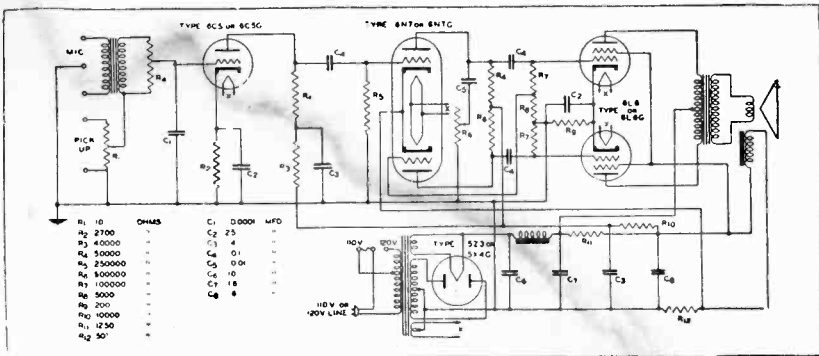 TYPE 6C5 OR 6C5G
TYPE 6N7 OR 6N7G
MIC
PICK
UP
R4
C1
R2
C2
R4
R3
C3
C4
R5
C5
R6
C4
R4
R6
C4
R7
R8
R7
C2
R9
TYPE
6L6 OR
6L6G
X
X
X
R1
R10
R11
C6
C7
C3
C8
R12
110V
120V
110V OR
120V LINE
TYPE 5Z3 OR
5X4G
X
R1 10 OHMS
R2 2700 "
R3 40000 "
R4 50000 "
R5 250000 "
R6 500000 "
R7 100000 "
R8 5000 "
R9 200 "
R10 10000 "
R11 1250 "
R12 50 "
C1 0.0001 MFD
C2 25 "
C3 4 "
C4 0.1 "
C5 0.01 "
C6 10 "
C7 18 "
C8 8 "